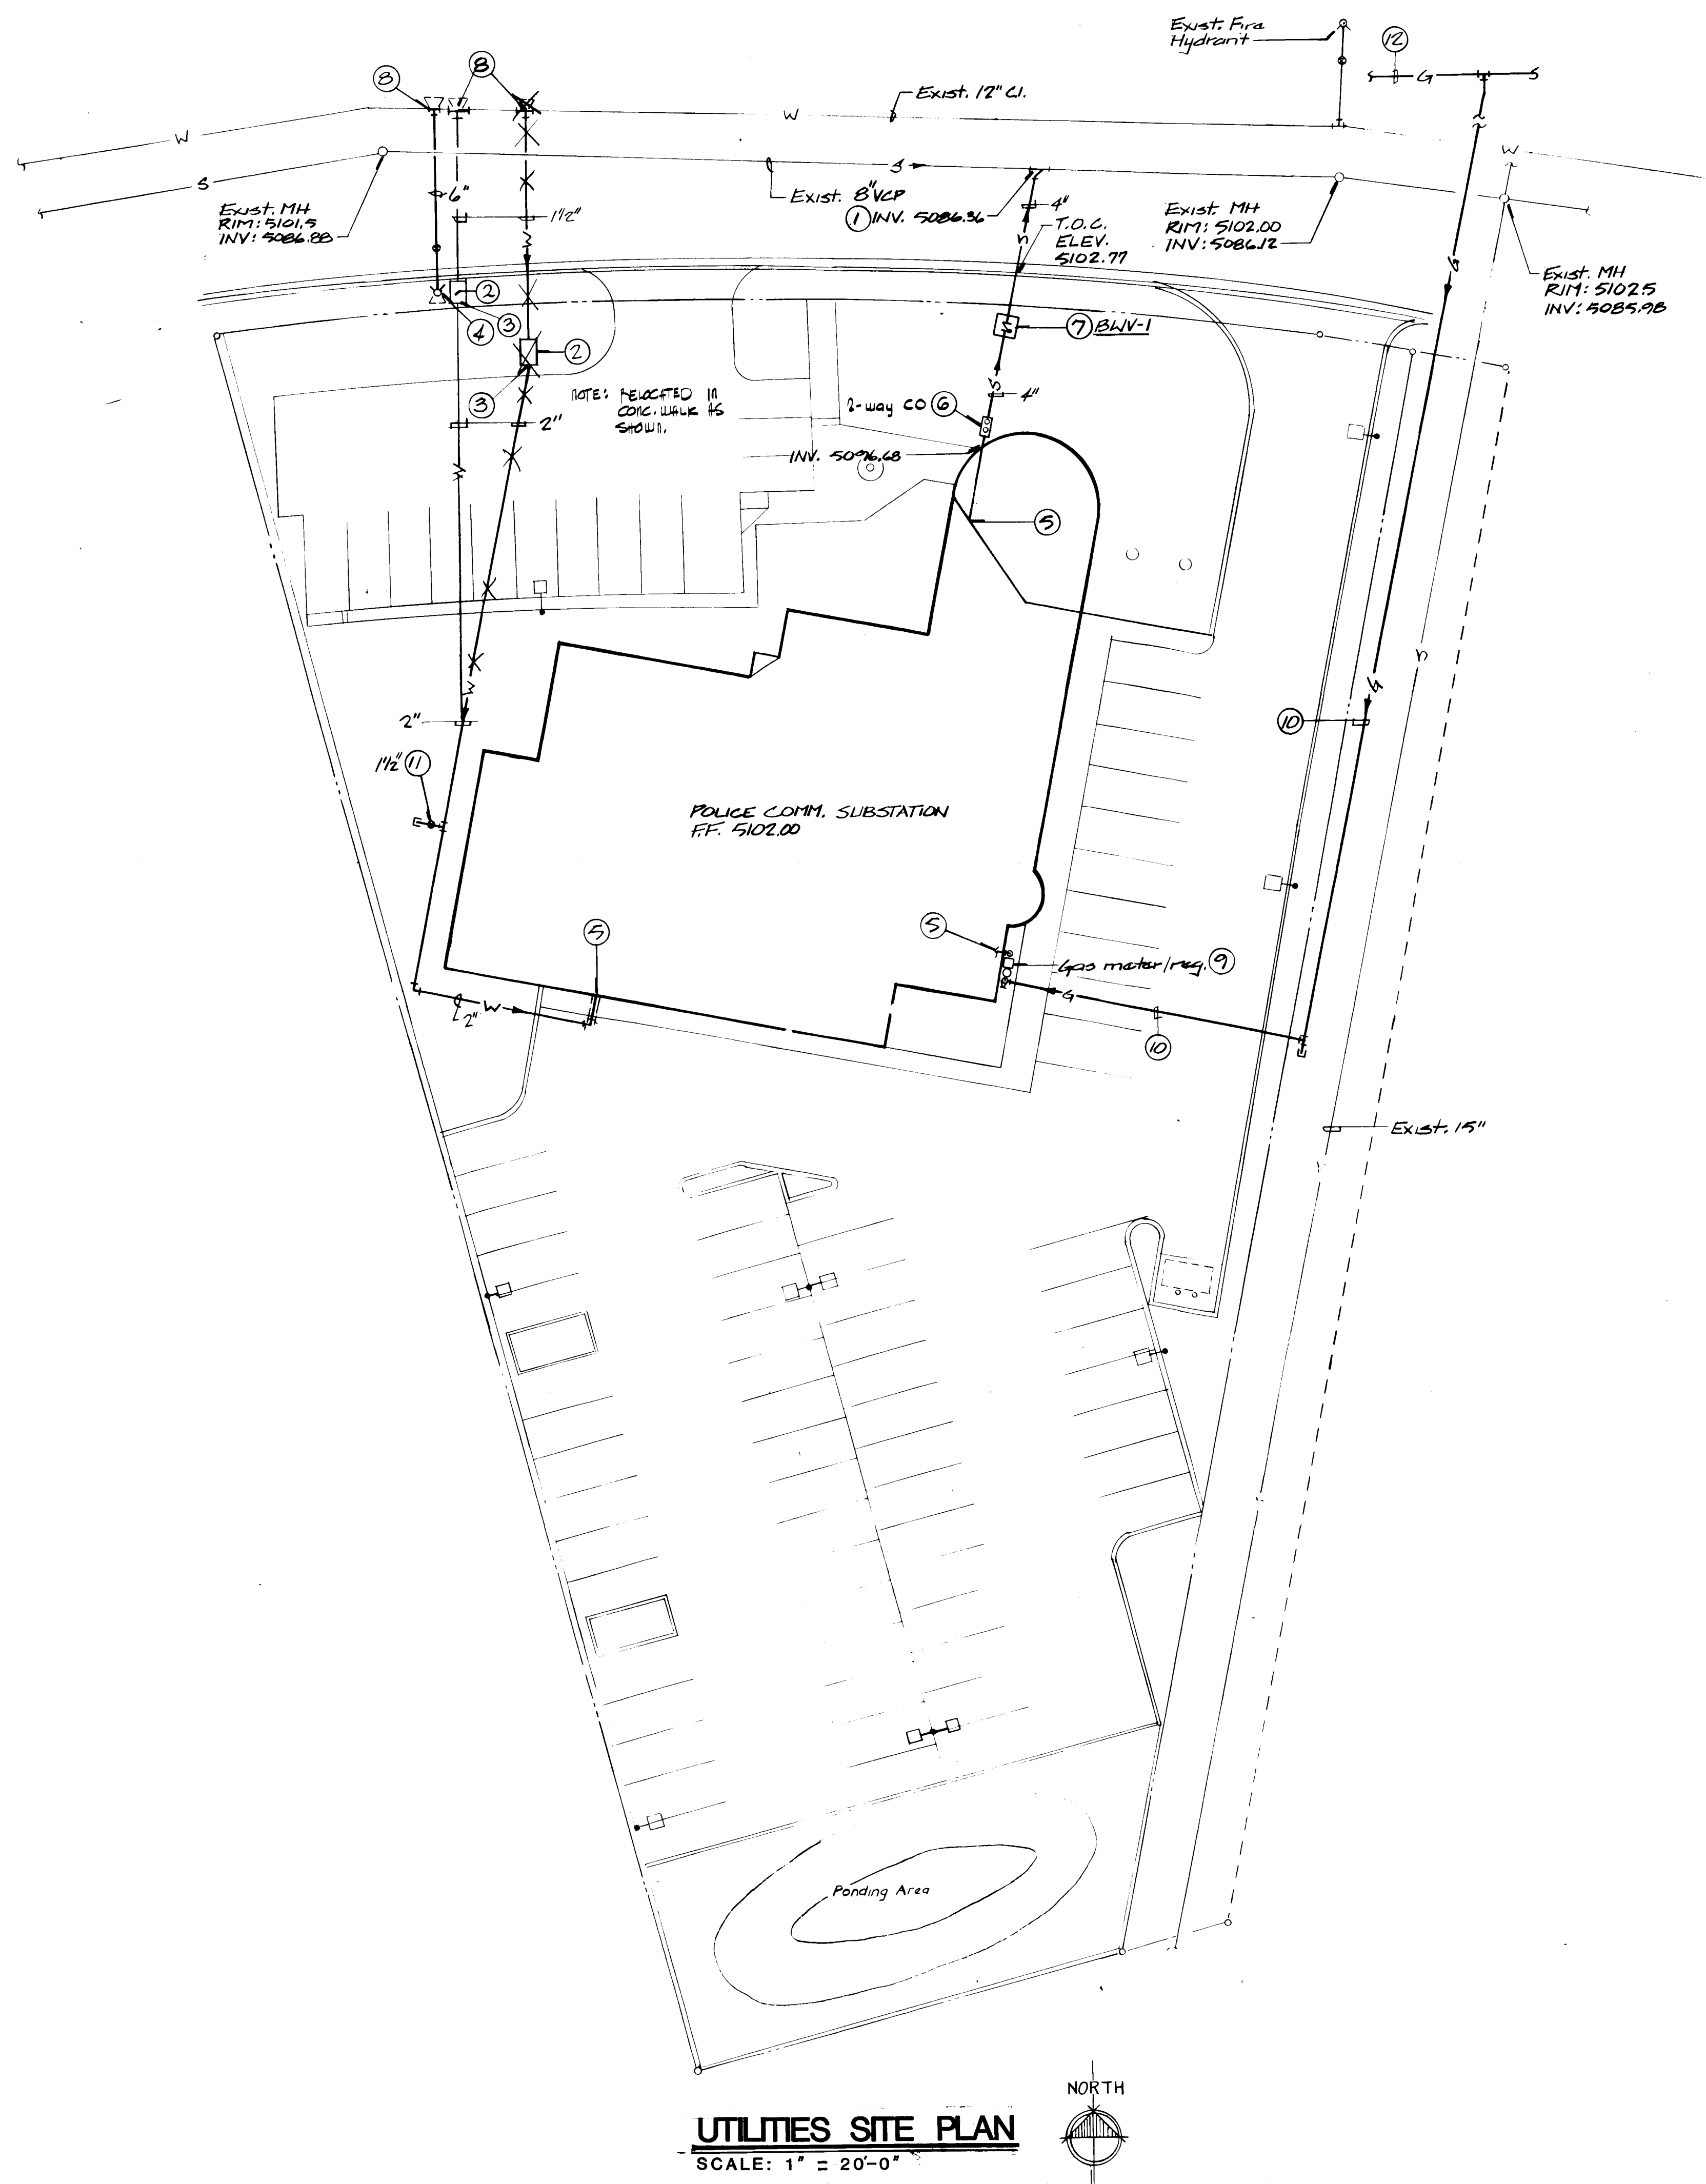 Exist. Fire
Hydrant
12
G
8
8
Exist. 12" C.I.
W
W
W
S
S
6"
1½"
Exist. MH
RIM: 5101.5
INV: 5086.88
Exist. 8" VCP
1 INV. 5086.36
4"
T.O.C.
ELEV.
5102.77
Exist. MH
RIM: 5102.00
INV: 5086.12
Exist. MH
RIM: 5102.5
INV: 5085.98
S
W
G
2
3
4
2
3
7 BWV-1
NOTE: RELOCATED IN
CONC. WALK AS
SHOWN.
2"
S
4"
2-way CO 6
INV. 5096.68
W
5
S
W
G
2"
10
1½" 11
POLICE COMM. SUBSTATION
F.F. 5102.00
5
5
Gas meter/reg. 9
G
2" W
10
Exist. 15"
Ponding Area
NORTH
UTILITIES SITE PLAN
SCALE: 1" = 20'-0"